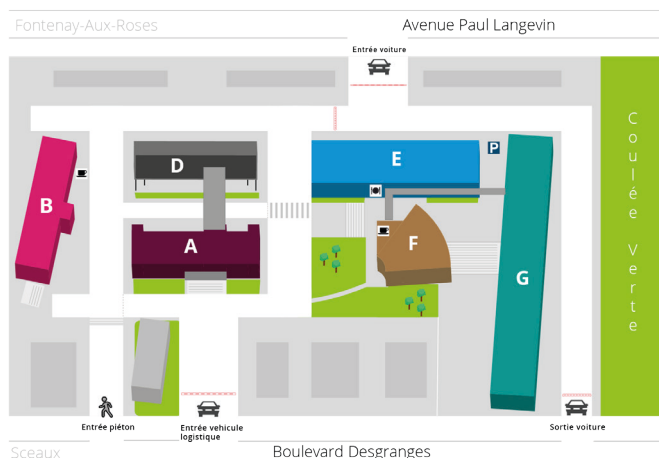 Fontenay-Aux-Roses
Avenue Paul Langevin
Entrée voiture
Coulée Verte
P
E
D
B
F
A
G
Entrée piéton
Entrée vehicule
logistique
Sortie voiture
Sceaux
Boulevard Desgranges